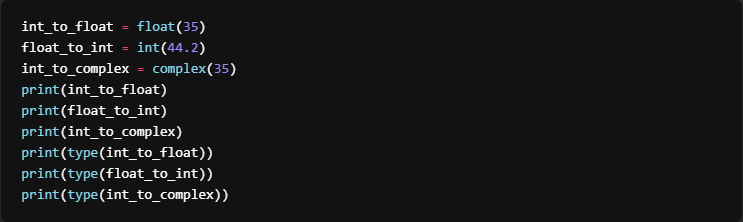 int_to_float = float(35)
float_to_int = int(44.2)
int_to_complex = complex(35)
print(int_to_float)
print(float_to_int)
print(int_to_complex)
print(type(int_to_float))
print(type(float_to_int))
print(type(int_to_complex))